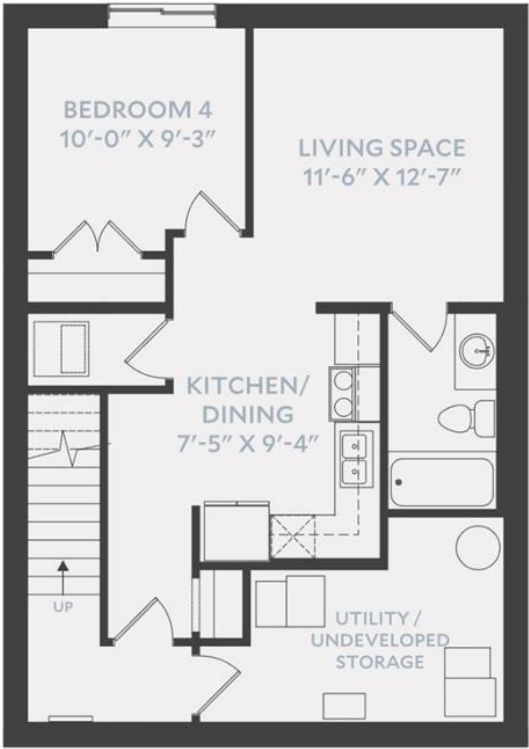 BEDROOM 4
10'-0" X 9'-3"
LIVING SPACE
11'-6" X 12'-7"
KITCHEN/
DINING
7'-5" X 9'-4"
UP
UTILITY /
UNDEVELOPED
STORAGE